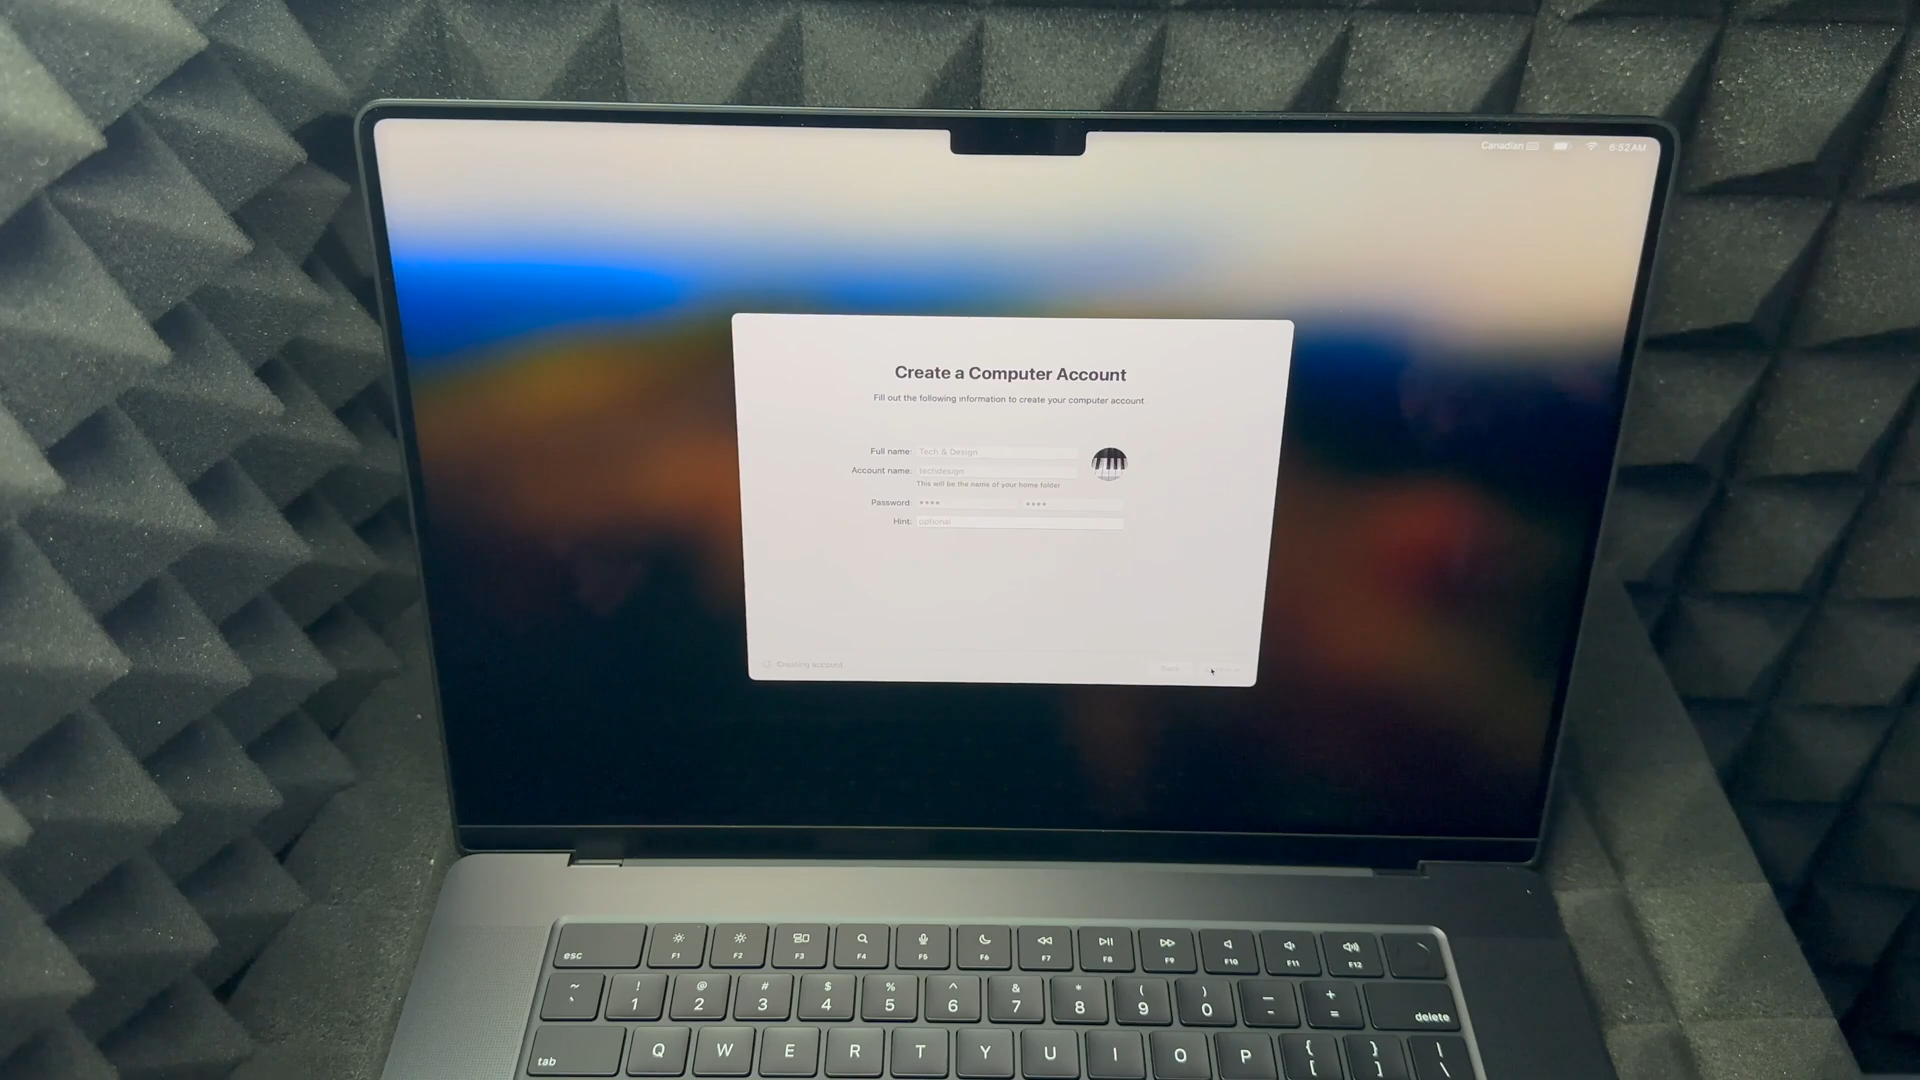 Canadian 6:52 AM
Create a Computer Account
Fill out the following information to create your computer account
Full name: Tech & Design
Account name: techdesign
This will be the name of your home folder
Password: •••• ••••
Hint: optional
Creating account
Back
esc F1 F2 F3 F4 F5 F6 F7 F8 F9 F10 F11 F12
~ ! @ # $ % ^ & * ( ) _ +
` 1 2 3 4 5 6 7 8 9 0 - = delete
tab Q W E R T Y U I O P { [ } ] | \